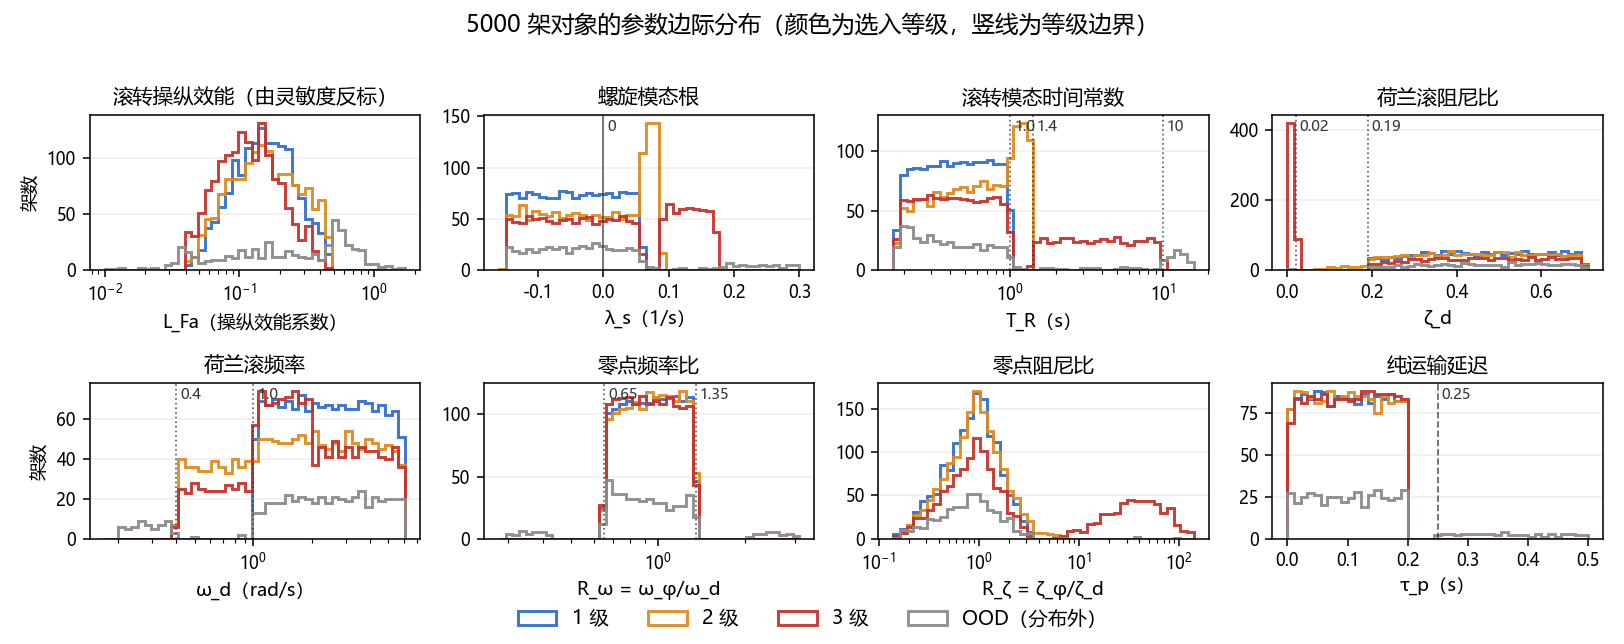 5000 架对象的参数边际分布（颜色为选入等级，竖线为等级边界）
滚转操纵效能（由灵敏度反标）
螺旋模态根
滚转模态时间常数
荷兰滚阻尼比
架数
0
50
100
10⁻²
10⁻¹
10⁰
L_Fa（操纵效能系数）
0
50
100
150
0
-0.1
0.0
0.1
0.2
0.3
λ_s（1/s）
0
50
100
1.0
1.4
10
10⁰
10¹
T_R（s）
0
200
400
0.02
0.19
0.0
0.2
0.4
0.6
ζ_d
荷兰滚频率
零点频率比
零点阻尼比
纯运输延迟
架数
0
20
40
60
0.4
1.0
10⁰
ω_d（rad/s）
0
50
100
0.65
1.35
10⁰
R_ω = ω_φ/ω_d
0
50
100
150
10⁻¹
10⁰
10¹
10²
R_ζ = ζ_φ/ζ_d
0
25
50
75
0.25
0.0
0.1
0.2
0.3
0.4
0.5
τ_p（s）
1 级
2 级
3 级
OOD（分布外）